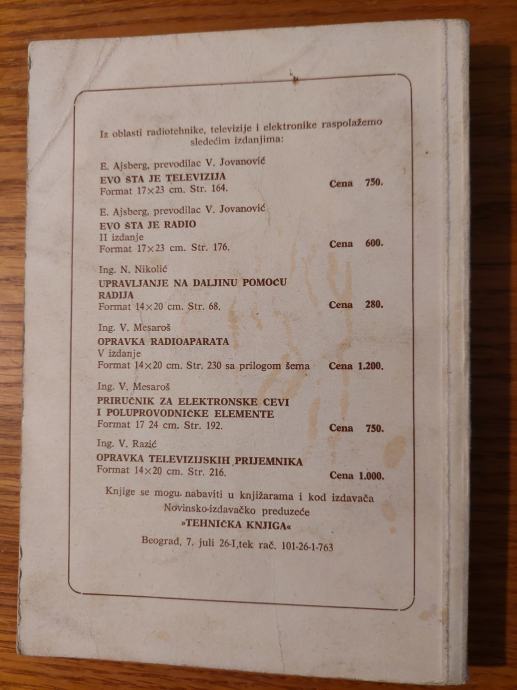 Iz oblasti radiotehnike, televizije i elektronike raspolažemo
sledećim izdanjima:
E. Ajsberg, prevodilac V. Jovanović
EVO ŠTA JE TELEVIZIJA
Format 17×23 cm. Str. 164. Cena 750.
E. Ajsberg, prevodilac V. Jovanović
EVO ŠTA JE RADIO
II izdanje
Format 17×23 cm. Str. 176. Cena 600.
Ing. N. Nikolić
UPRAVLJANJE NA DALJINU POMOĆU
RADIJA
Format 14×20 cm. Str. 68. Cena 280.
Ing. V. Mesaroš
OPRAVKA RADIOAPARATA
V izdanje
Format 14×20 cm. Str. 230 sa prilogom šema Cena 1.200.
Ing. V. Mesaroš
PRIRUČNIK ZA ELEKTRONSKE CEVI
I POLUPROVODNIČKE ELEMENTE
Format 17 24 cm. Str. 192. Cena 750.
Ing. V. Razić
OPRAVKA TELEVIZIJSKIH PRIJEMNIKA
Format 14×20 cm. Str. 216. Cena 1.000.
Knjige se mogu nabaviti u knjižarama i kod izdavača
Novinsko-izdavačko preduzeće
»TEHNIČKA KNJIGA«
Beograd, 7. juli 26-I,tek rač. 101-26-1-763